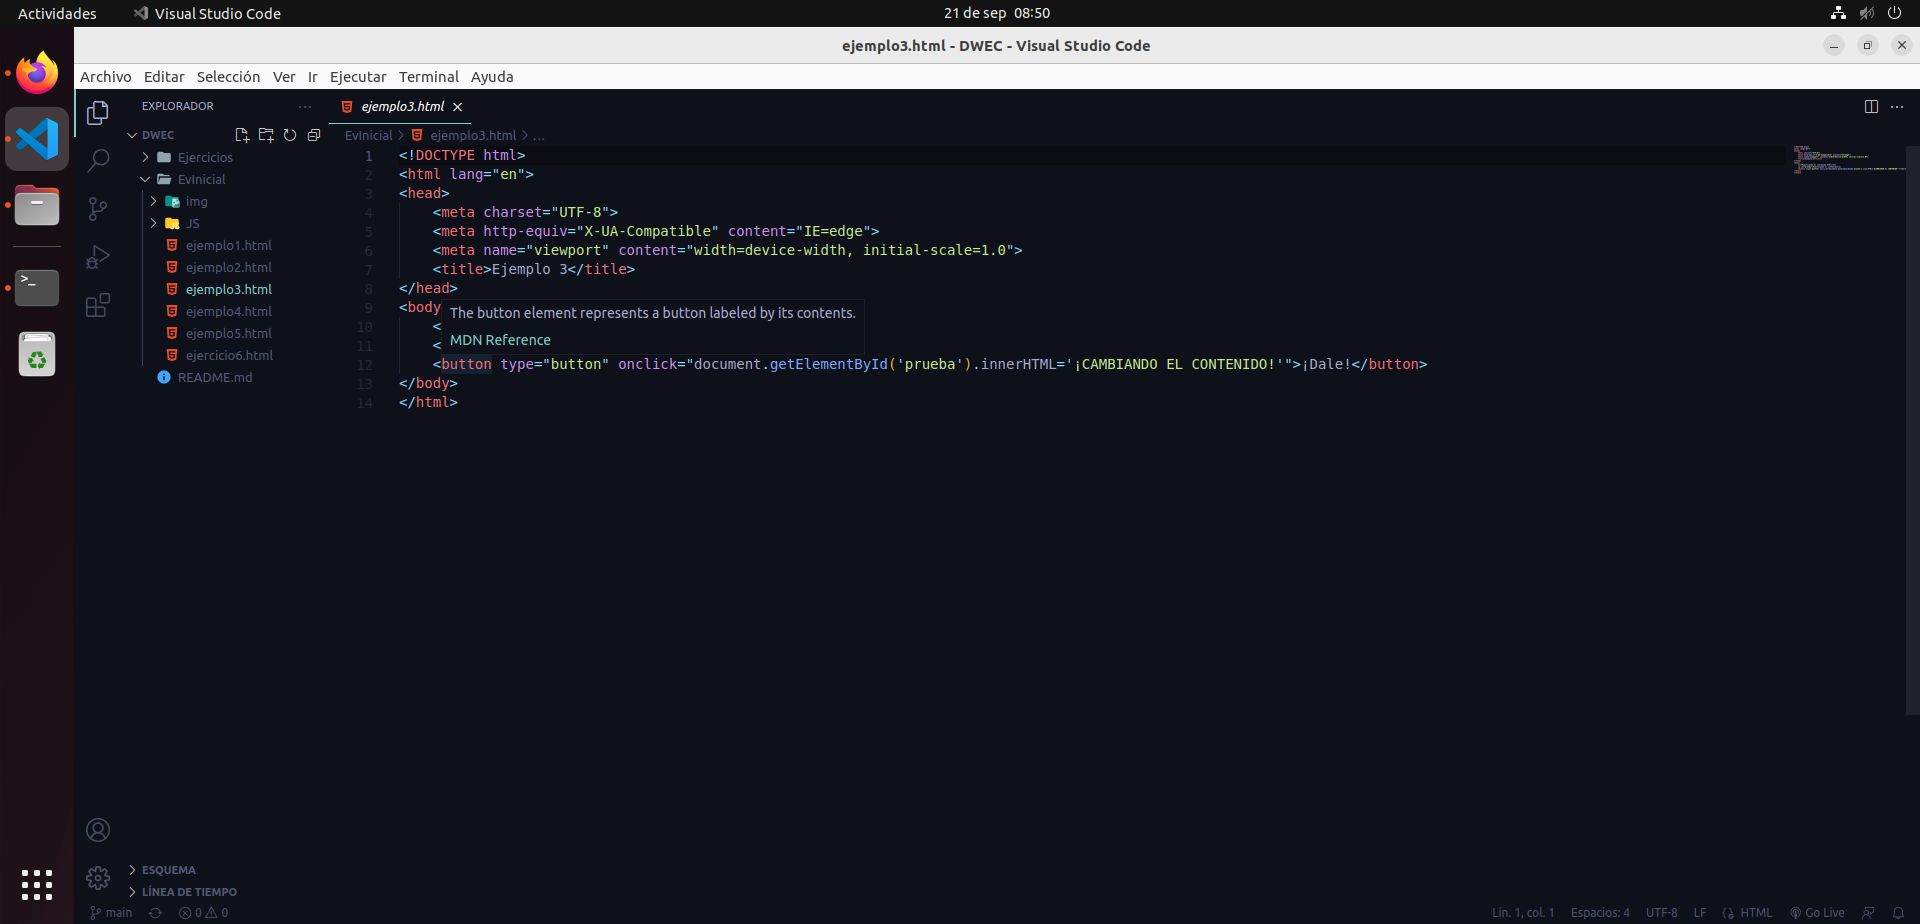 Actividades Visual Studio Code 21 de sep 08:50
ejemplo3.html - DWEC - Visual Studio Code
Archivo Editar Selección Ver Ir Ejecutar Terminal Ayuda
EXPLORADOR
DWEC
Ejercicios
EvInicial
img
JS
ejemplo1.html
ejemplo2.html
ejemplo3.html
ejemplo4.html
ejemplo5.html
ejercicio6.html
README.md
ESQUEMA
LÍNEA DE TIEMPO
ejemplo3.html
EvInicial > ejemplo3.html > ...
1 <!DOCTYPE html>
2 <html lang="en">
3 <head>
4 <meta charset="UTF-8">
5 <meta http-equiv="X-UA-Compatible" content="IE=edge">
6 <meta name="viewport" content="width=device-width, initial-scale=1.0">
7 <title>Ejemplo 3</title>
8 </head>
9 <body
The button element represents a button labeled by its contents.
10 <
MDN Reference
11 <
12 <button type="button" onclick="document.getElementById('prueba').innerHTML='¡CAMBIANDO EL CONTENIDO!'">¡Dale!</button>
13 </body>
14 </html>
main 0 0 Lín. 1, col. 1 Espacios: 4 UTF-8 LF HTML Go Live